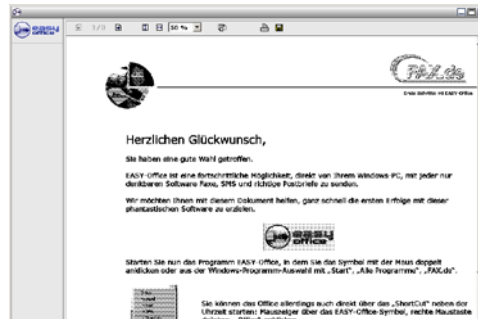 easy office
1/3
50 %
FAX.de
Herzlichen Glückwunsch,
Sie haben eine gute Wahl getroffen.
EASY-Office ist eine fortschrittliche Möglichkeit, direkt von Ihrem Windows-PC, mit jeder nur
denkbaren Software Faxe, SMS und richtige Postbriefe zu senden.
Wir möchten Ihnen mit diesem Dokument helfen, ganz schnell die ersten Erfolge mit dieser
phantastischen Software zu erzielen.
easy office
Starten Sie nun das Programm EASY-Office, in dem Sie das Symbol mit der Maus doppelt
anklicken oder aus der Windows-Programm-Auswahl mit „Start", „Alle Programme", „FAX.de".
Sie können das Office allerdings auch direkt über das „ShortCut" neben der
Uhrzeit starten: Mauszeiger über das EASY-Office-Symbol, rechte Maustaste